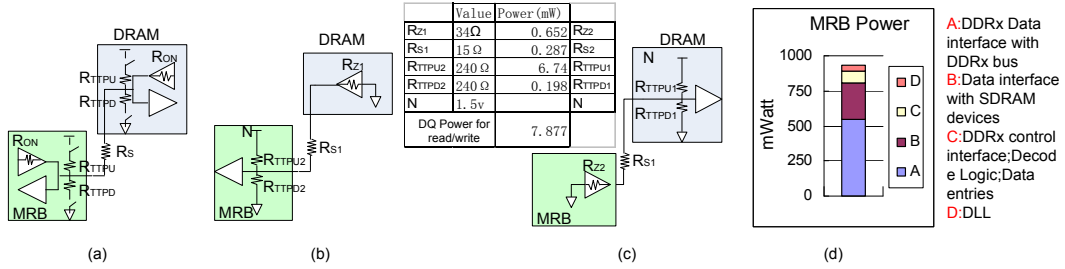 (a)
DRAM
RON
RTTPU
RTTPD
RS
RON
RTTPU
RTTPD
MRB
(b)
DRAM
RZ1
RS1
N
RTTPU2
RTTPD2
MRB
Value Power(mW)
RZ1 34Ω 0.652 RZ2
RS1 15 Ω 0.287 RS2
RTTPU2 240 Ω 6.74 RTTPU1
RTTPD2 240 Ω 0.198 RTTPD1
N 1.5v N
DQ Power for read/write 7.877
(c)
DRAM
N
RTTPU1
RTTPD1
RS1
RZ2
MRB
MRB Power
mWatt
1000
750
500
250
0
D
C
B
A
(d)
A:DDRx Data
interface with
DDRx bus
B:Data interface
with SDRAM
devices
C:DDRx control
interface;Decod
e Logic;Data
entries
D:DLL